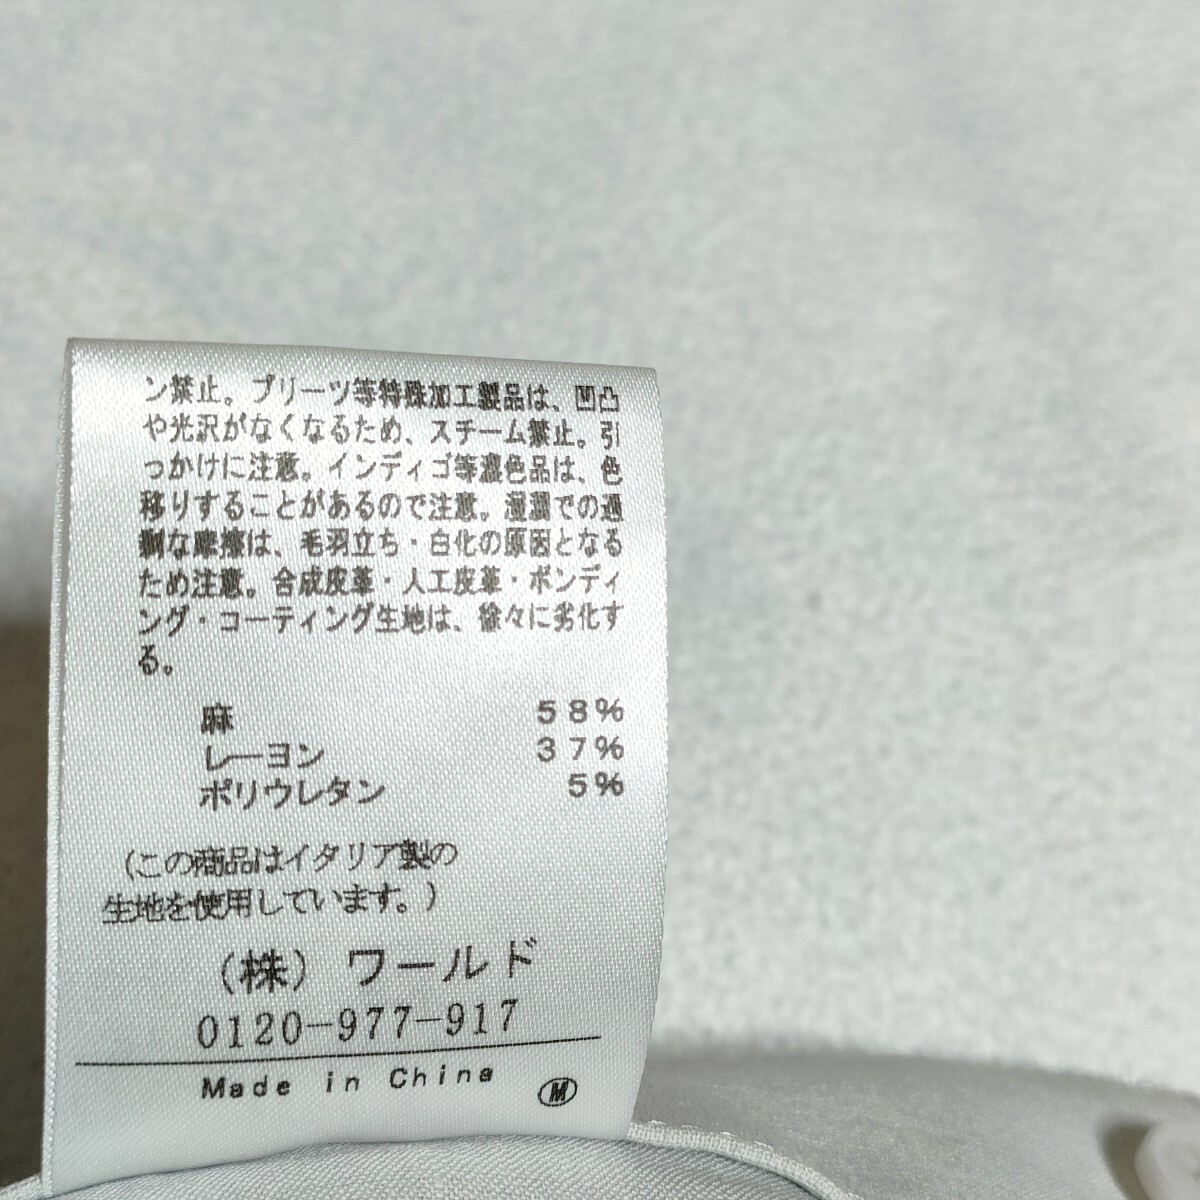 ン禁止。プリーツ等特殊加工製品は、凹凸
や光沢がなくなるため、スチーム禁止。引
っかけに注意。インディゴ等濃色品は、色
移りすることがあるので注意。湿潤での過
剰な摩擦は、毛羽立ち・白化の原因となる
ため注意。合成皮革・人工皮革・ボンディ
ング・コーティング生地は、徐々に劣化す
る。
麻 58%
レーヨン 37%
ポリウレタン 5%
(この商品はイタリア製の
生地を使用しています。)
(株) ワールド
0120-977-917
Made in China
M